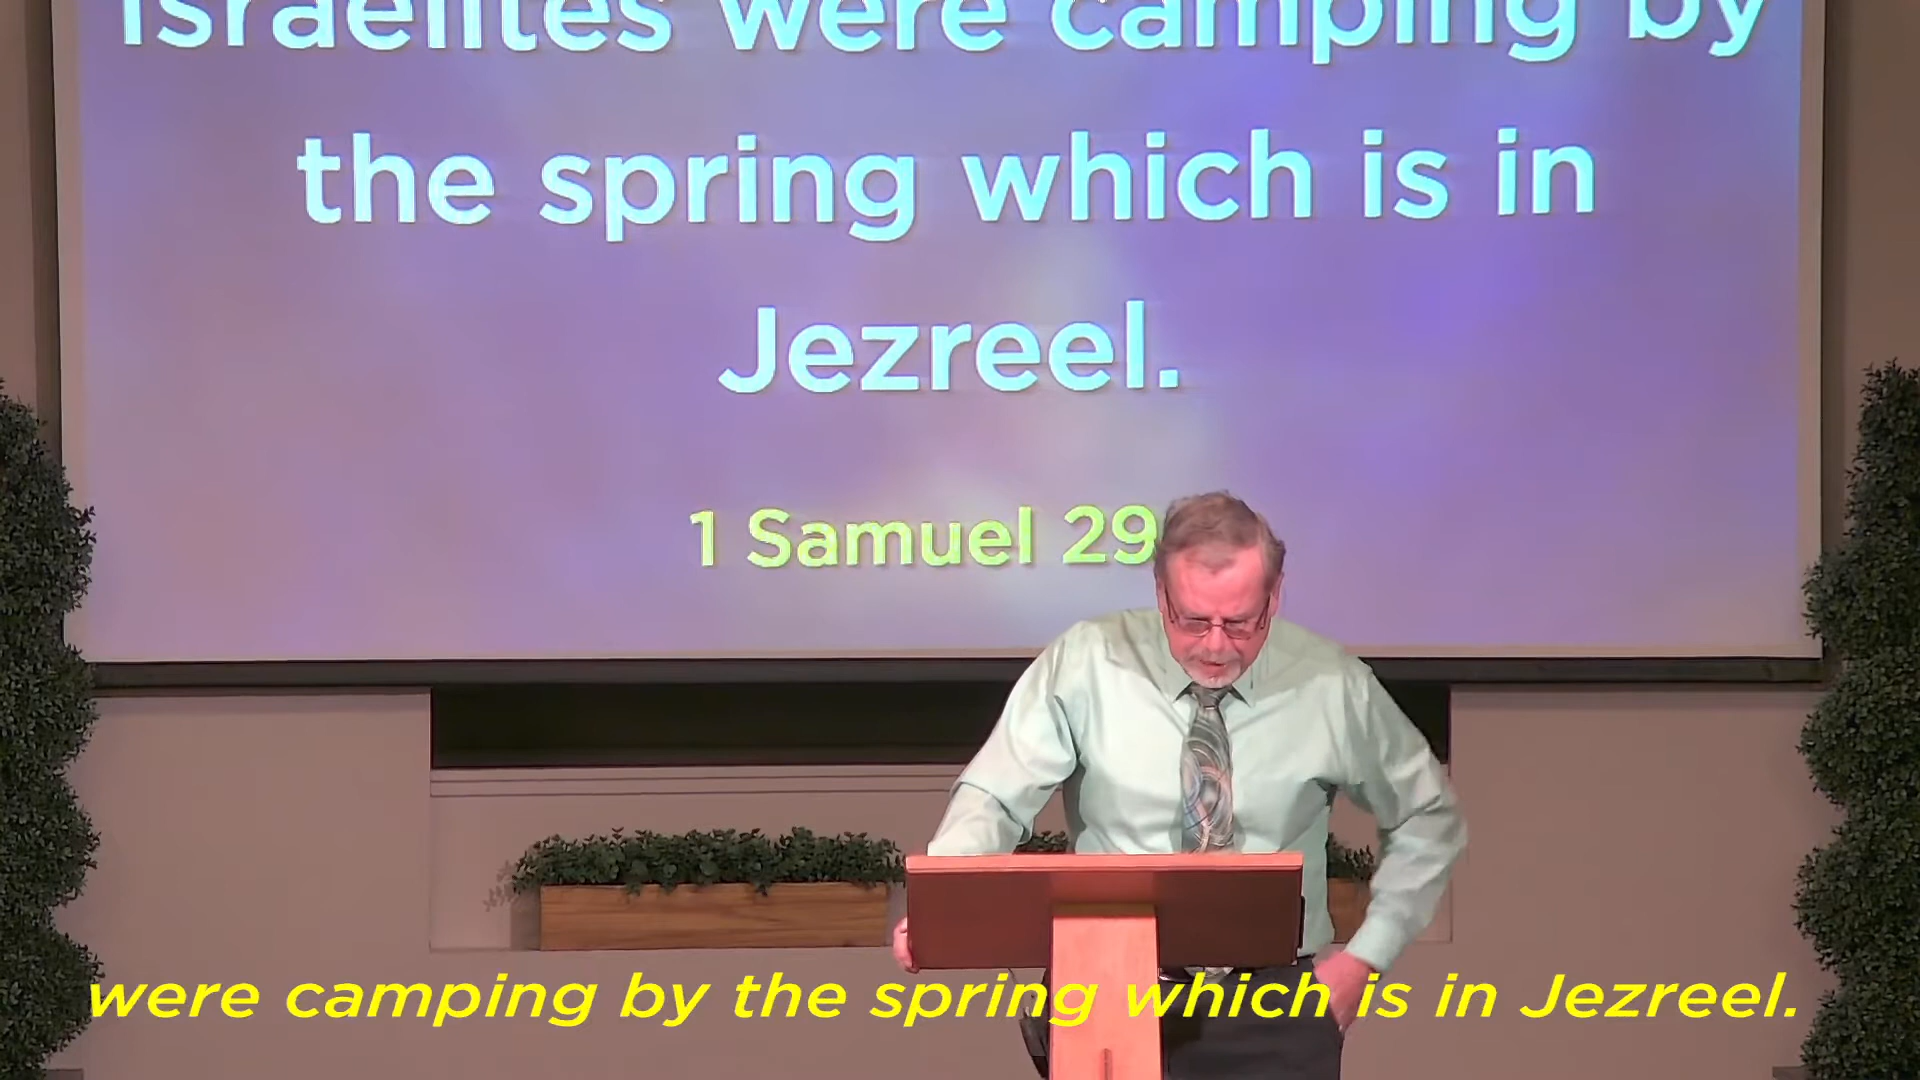 Israelites were camping by
the spring which is in
Jezreel.
1 Samuel 29
were camping by the spring which is in Jezreel.